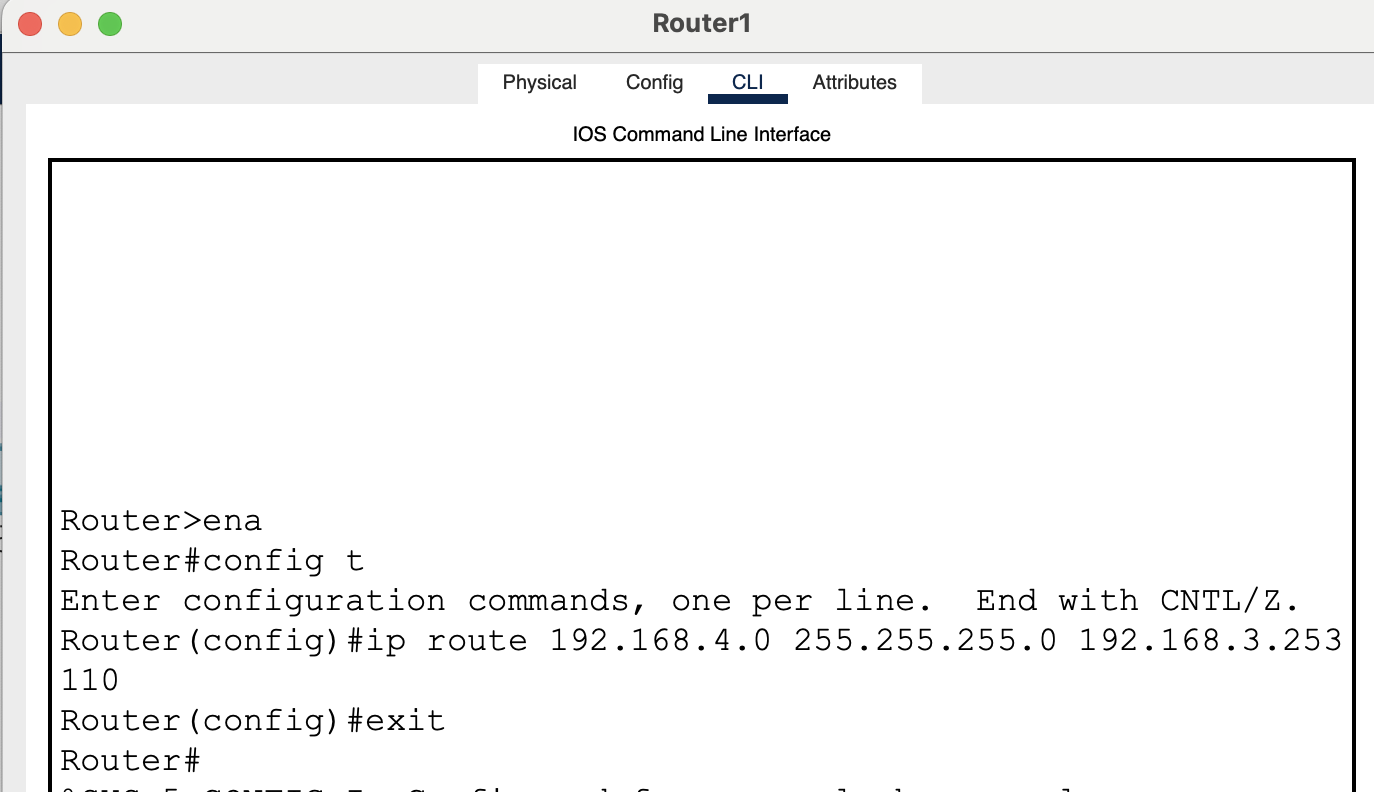 Router1
Physical Config CLI Attributes
IOS Command Line Interface
Router>ena
Router#config t
Enter configuration commands, one per line.  End with CNTL/Z.
Router(config)#ip route 192.168.4.0 255.255.255.0 192.168.3.253
110
Router(config)#exit
Router#